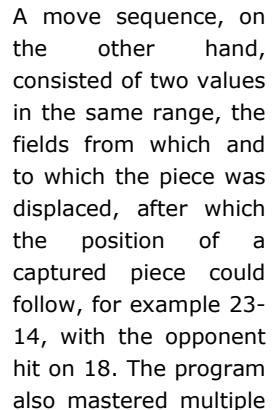 A move sequence, on
the other hand,
consisted of two values
in the same range, the
fields from which and
to which the piece was
displaced, after which
the position of a
captured piece could
follow, for example 23-
14, with the opponent
hit on 18. The program
also mastered multiple